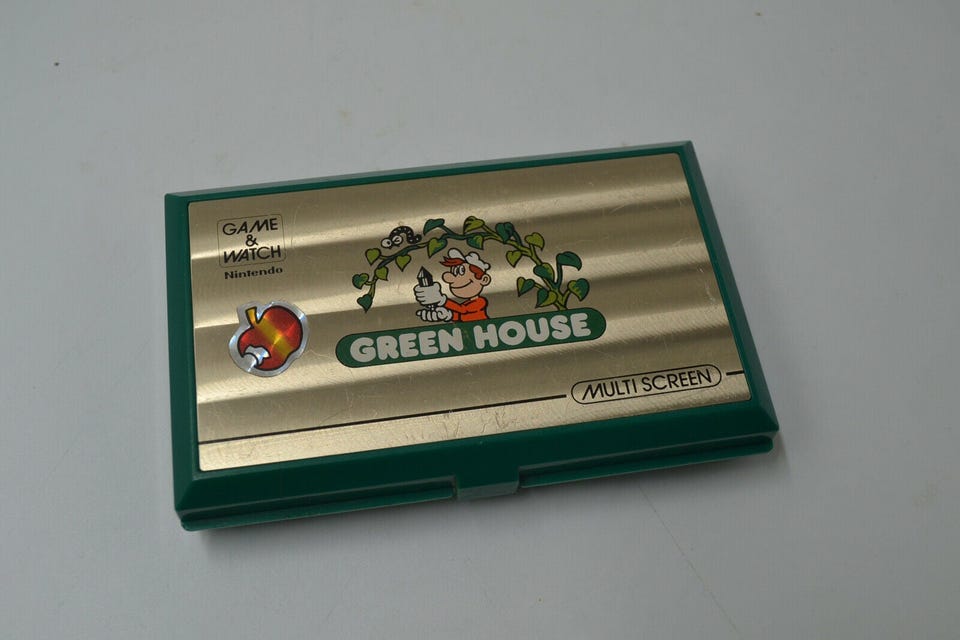 GAME
&
WATCH
Nintendo
GREEN HOUSE
MULTI SCREEN